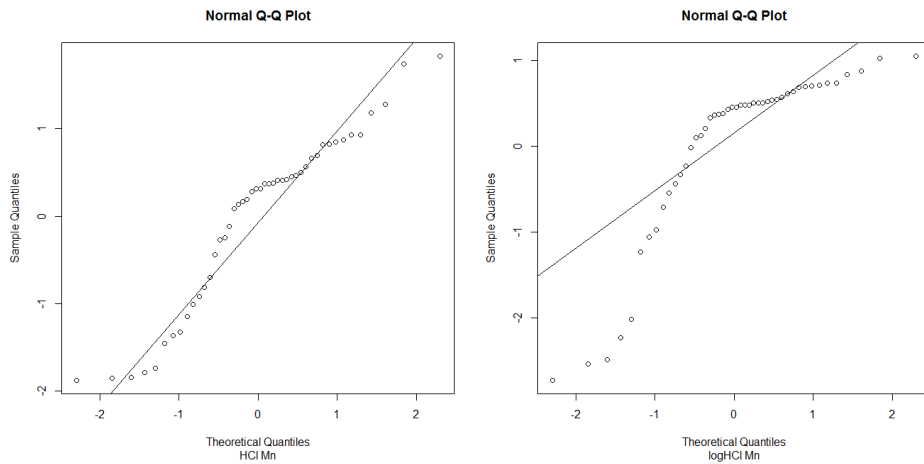 Normal Q-Q Plot
Sample Quantiles
1
0
-1
-2
-2
-1
0
1
2
Theoretical Quantiles
HCl Mn
Normal Q-Q Plot
Sample Quantiles
1
0
-1
-2
-2
-1
0
1
2
Theoretical Quantiles
logHCl Mn